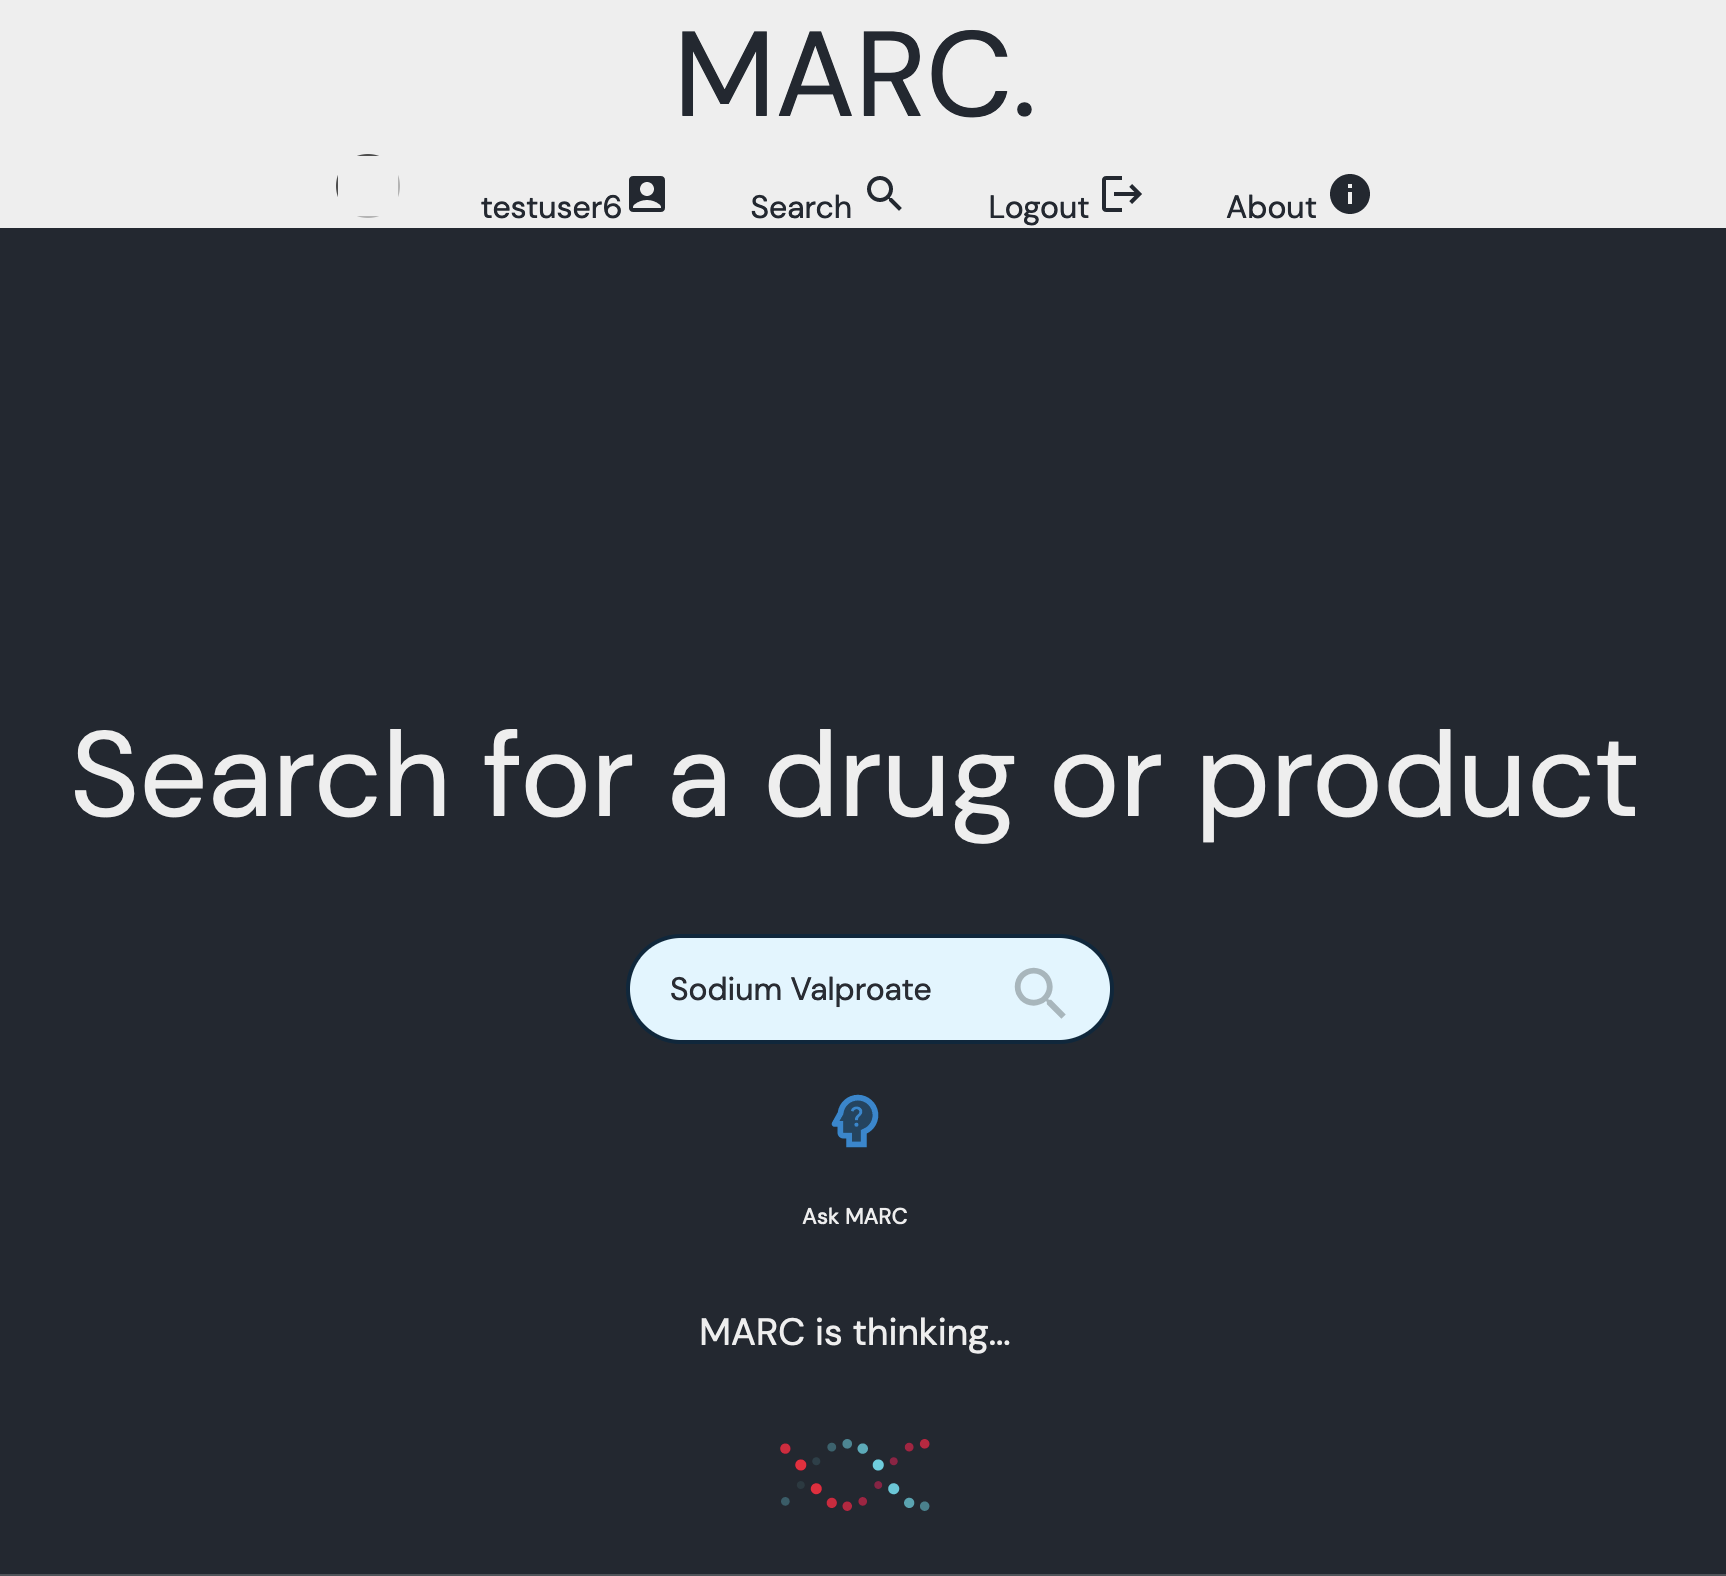 MARC.
testuser6 Search Logout About
Search for a drug or product
Sodium Valproate
?
Ask MARC
MARC is thinking...